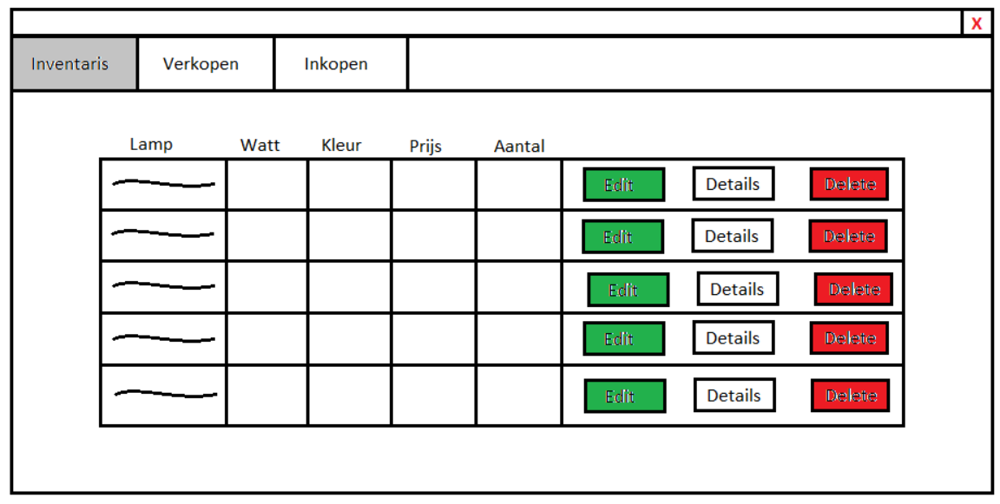 X
Inventaris Verkopen Inkopen
Lamp Watt Kleur Prijs Aantal
Edit Details Delete
Edit Details Delete
Edit Details Delete
Edit Details Delete
Edit Details Delete